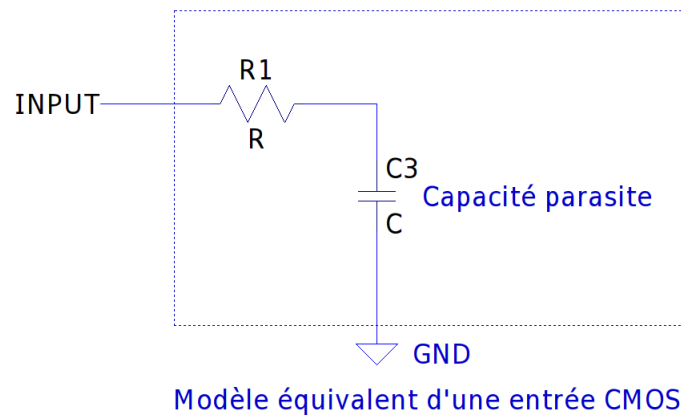 R1
INPUT
R
C3
Capacité parasite
C
GND
Modèle équivalent d'une entrée CMOS